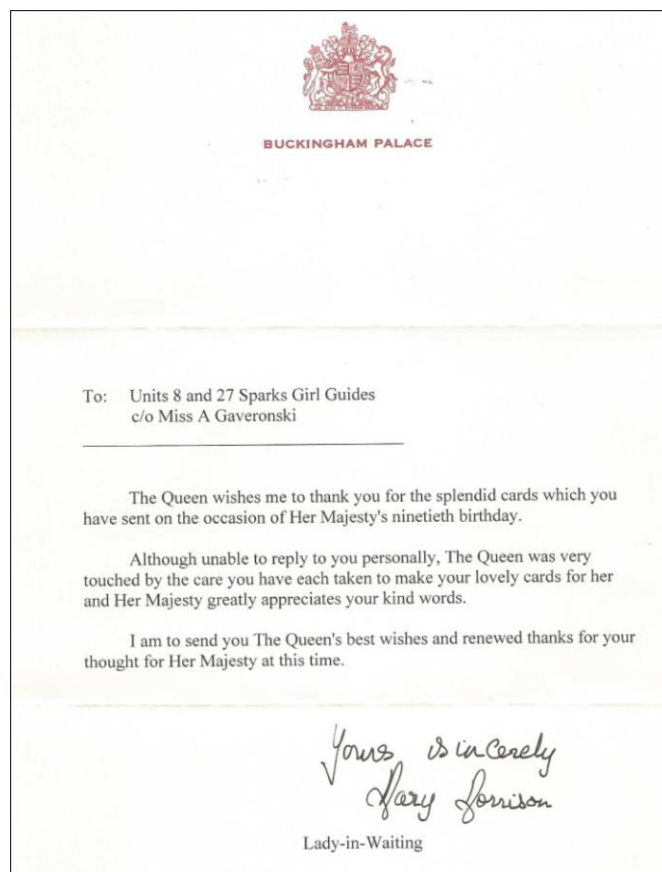 BUCKINGHAM PALACE
To: Units 8 and 27 Sparks Girl Guides
c/o Miss A Gaveronski
The Queen wishes me to thank you for the splendid cards which you
have sent on the occasion of Her Majesty's ninetieth birthday.
Although unable to reply to you personally, The Queen was very
touched by the care you have each taken to make your lovely cards for her
and Her Majesty greatly appreciates your kind words.
I am to send you The Queen's best wishes and renewed thanks for your
thought for Her Majesty at this time.
Yours sincerely
Mary Morrison
Lady-in-Waiting